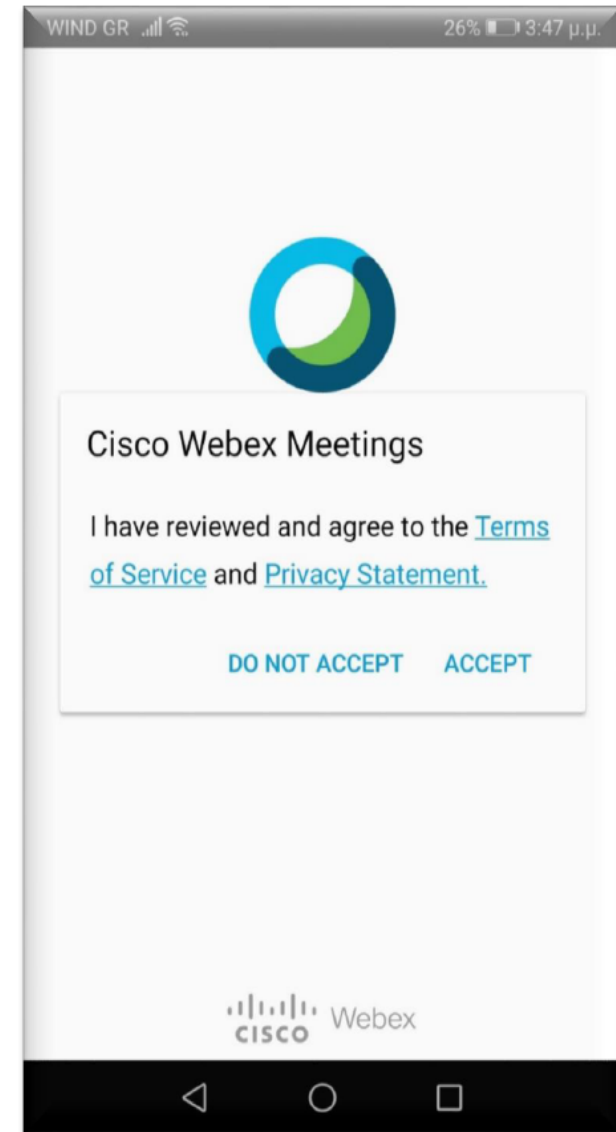 WIND GR 26% 3:47 μ.μ.
Cisco Webex Meetings
I have reviewed and agree to the Terms
of Service and Privacy Statement.
DO NOT ACCEPT ACCEPT
CISCO Webex